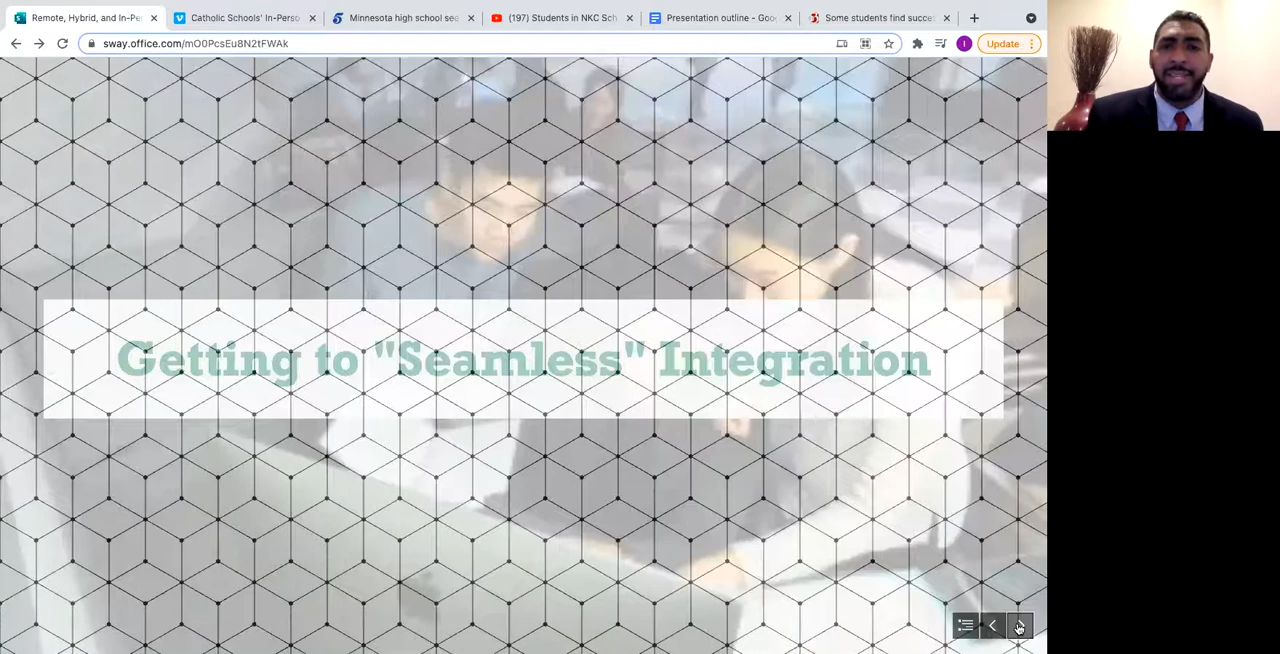 Remote, Hybrid, and In-Pe
Catholic Schools' In-Perso
Minnesota high school sea
(197) Students in NKC Sch
Presentation outline - Goo
Some students find succe
sway.office.com/mO0PcsEu8N2tFWAk
I
Update
Getting to "Seamless" Integration